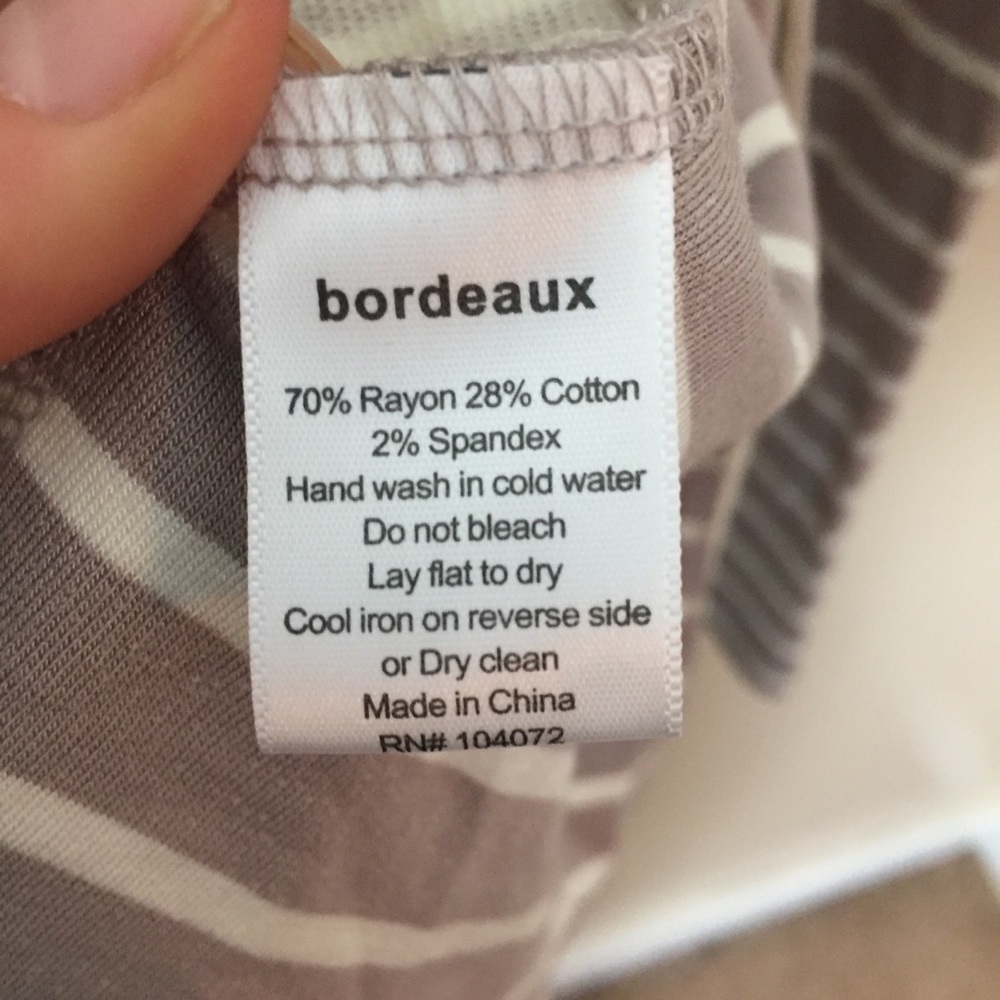 bordeaux
70% Rayon 28% Cotton
2% Spandex
Hand wash in cold water
Do not bleach
Lay flat to dry
Cool iron on reverse side
or Dry clean
Made in China
RN# 104072